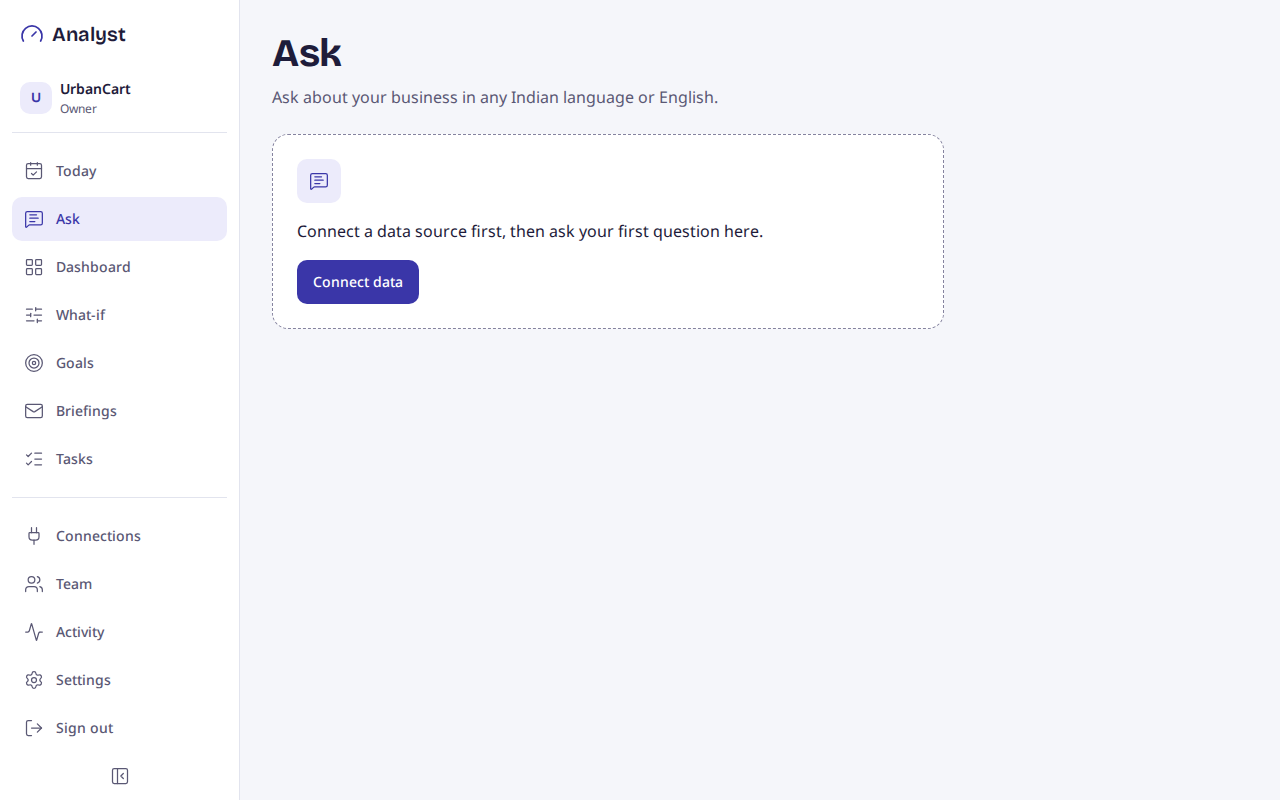 Analyst
U
UrbanCart
Owner
Today
Ask
Dashboard
What-if
Goals
Briefings
Tasks
Connections
Team
Activity
Settings
Sign out
Ask
Ask about your business in any Indian language or English.
Connect a data source first, then ask your first question here.
Connect data